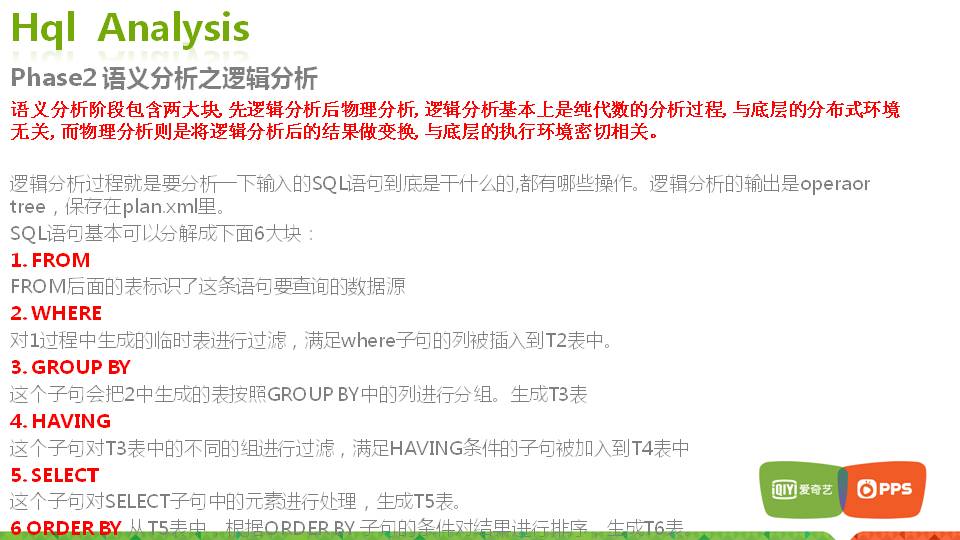 Hql  Analysis
Phase2 语义分析之逻辑分析
语义分析阶段包含两大块, 先逻辑分析后物理分析, 逻辑分析基本上是纯代数的分析过程, 与底层的分布式环境
无关, 而物理分析则是将逻辑分析后的结果做变换, 与底层的执行环境密切相关。
逻辑分析过程就是要分析一下输入的SQL语句到底是干什么的,都有哪些操作。逻辑分析的输出是operaor
tree，保存在plan.xml里。
SQL语句基本可以分解成下面6大块：
1. FROM
FROM后面的表标识了这条语句要查询的数据源
2. WHERE
对1过程中生成的临时表进行过滤，满足where子句的列被插入到T2表中。
3. GROUP BY
这个子句会把2中生成的表按照GROUP BY中的列进行分组。生成T3表
4. HAVING
这个子句对T3表中的不同的组进行过滤，满足HAVING条件的子句被加入到T4表中
5. SELECT
这个子句对SELECT子句中的元素进行处理，生成T5表。
6 ORDER BY 从T5表中，根据ORDER BY 子句的条件对结果进行排序，生成T6表。
iQIYI 爱奇艺
PPS